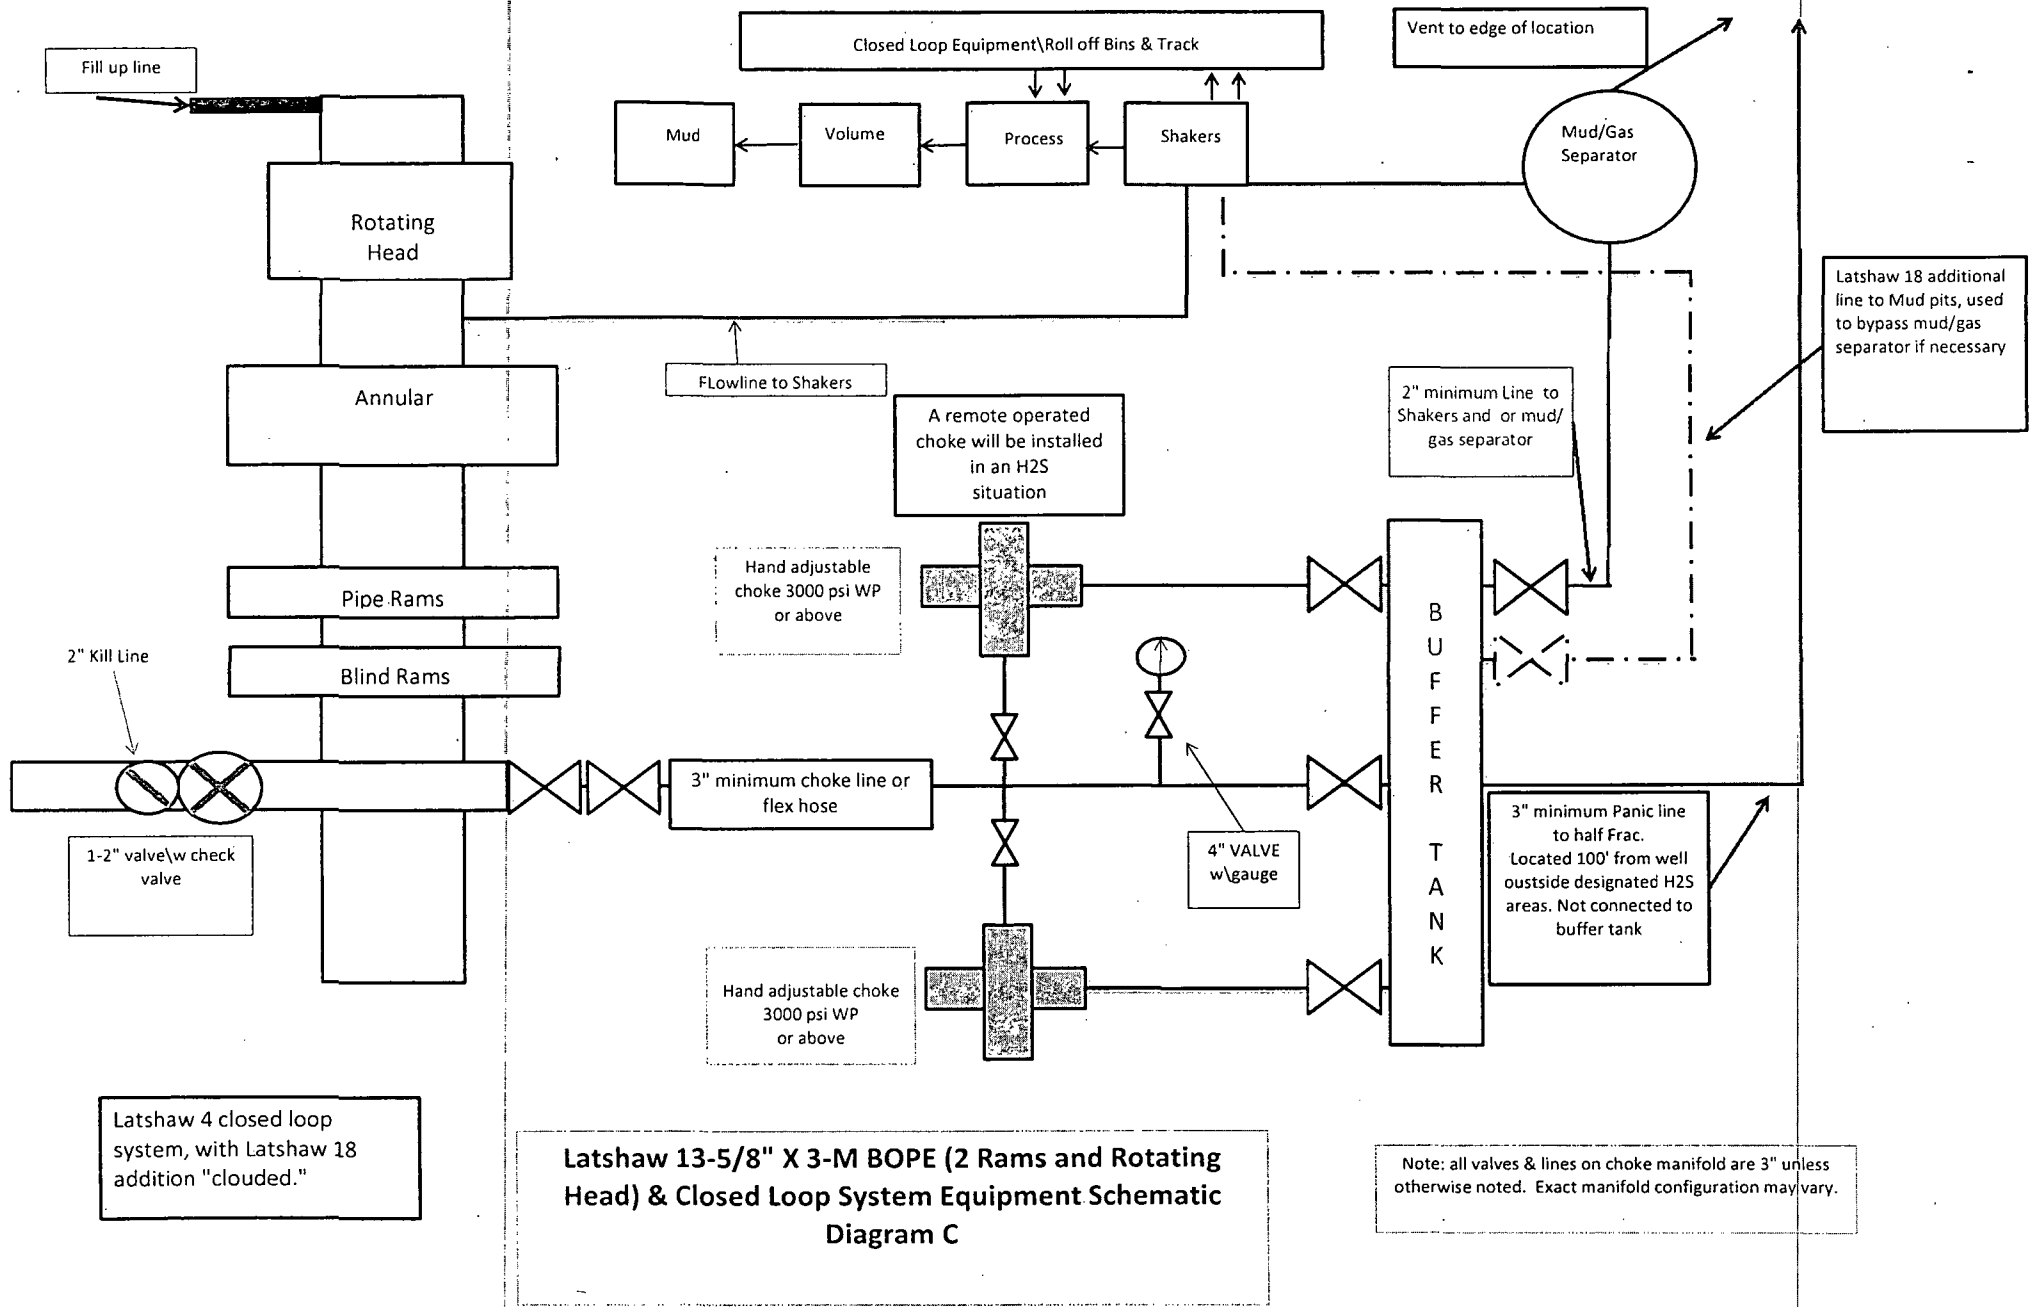 Fill up line
Closed Loop Equipment\Roll off Bins & Track
Vent to edge of location
Mud
Volume
Process
Shakers
Mud/Gas
Separator
Rotating
Head
Latshaw 18 additional
line to Mud pits, used
to bypass mud/gas
separator if necessary
FLowline to Shakers
Annular
2" minimum Line to
Shakers and or mud/
gas separator
A remote operated
choke will be installed
in an H2S
situation
Hand adjustable
choke 3000 psi WP
or above
Pipe Rams
Blind Rams
2" Kill Line
B
U
F
F
E
R
T
A
N
K
3" minimum choke line or
flex hose
1-2" valve\w check
valve
4" VALVE
w\gauge
3" minimum Panic line
to half Frac.
Located 100' from well
oustside designated H2S
areas. Not connected to
buffer tank
Hand adjustable choke
3000 psi WP
or above
Latshaw 4 closed loop
system, with Latshaw 18
addition "clouded."
Latshaw 13-5/8" X 3-M BOPE (2 Rams and Rotating
Head) & Closed Loop System Equipment Schematic
Diagram C
Note: all valves & lines on choke manifold are 3" unless
otherwise noted. Exact manifold configuration may vary.